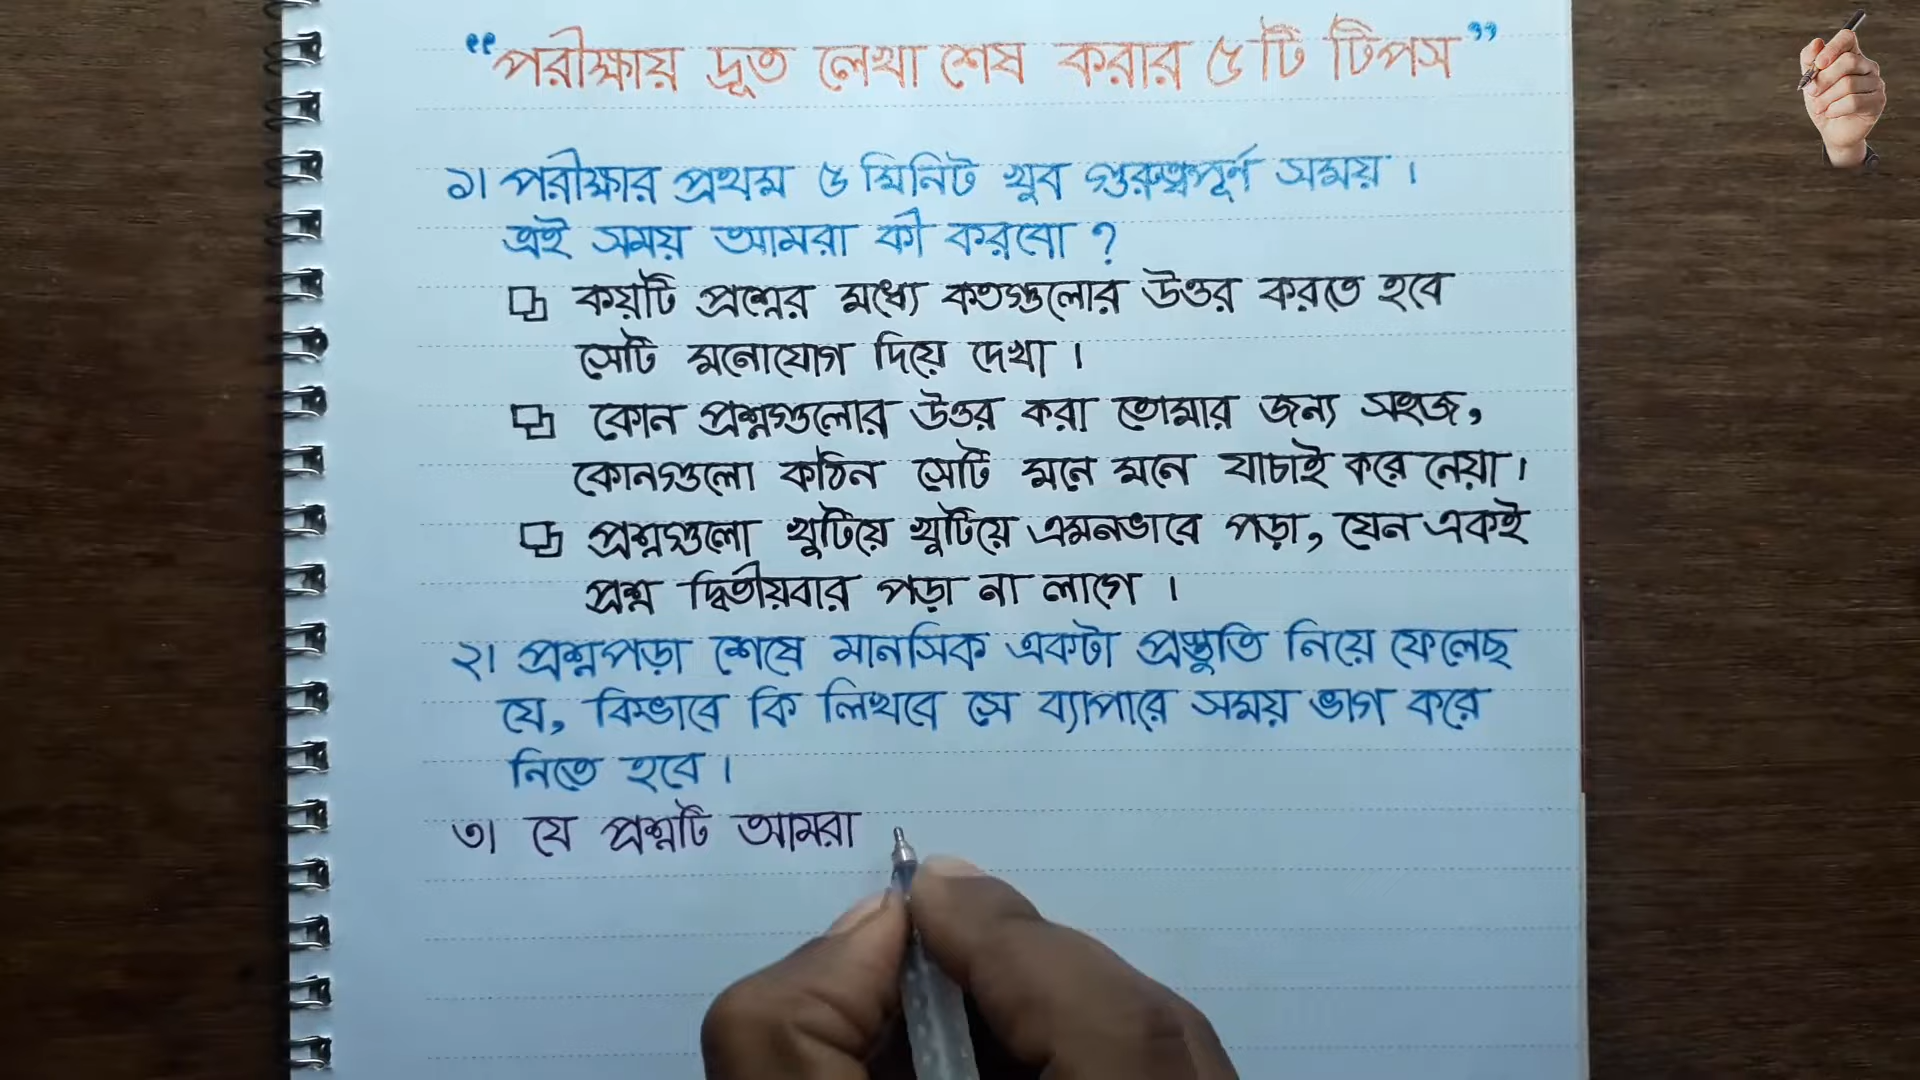 “পরীক্ষায় দ্রূত লেখা শেষ করার ৫টি টিপস”
১। পরীক্ষার প্রথম ৫ মিনিট খুব গুরুত্বপূর্ণ সময়।
এই সময় আমরা কী করবো ?
কয়টি প্রশ্নের মধ্যে কতগুলোর উত্তর করতে হবে
সেটি মনোযোগ দিয়ে দেখা।
কোন প্রশ্নগুলোর উত্তর করা তোমার জন্য সহজ,
কোনগুলো কঠিন সেটি মনে মনে যাচাই করে নেয়া।
প্রশ্নগুলো খুটিয়ে খুটিয়ে এমনভাবে পড়া, যেন একই
প্রশ্ন দ্বিতীয়বার পড়া না লাগে।
২। প্রশ্নপড়া শেষে মানসিক একটা প্রস্তুতি নিয়ে ফেলেছ
যে, কিভাবে কি লিখবে সে ব্যাপারে সময় ভাগ করে
নিতে হবে।
৩। যে প্রশ্নটি আমরা